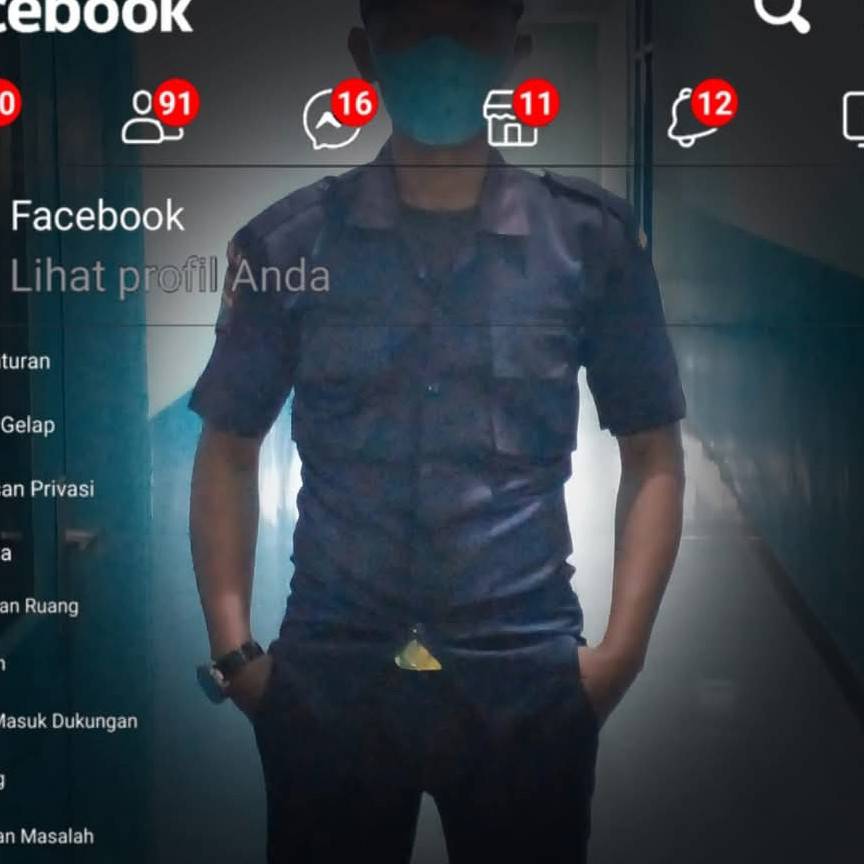 cebook
0 91 16 11 12
Facebook
Lihat profil Anda
turan
Gelap
an Privasi
a
an Ruang
n
Masuk Dukungan
g
an Masalah